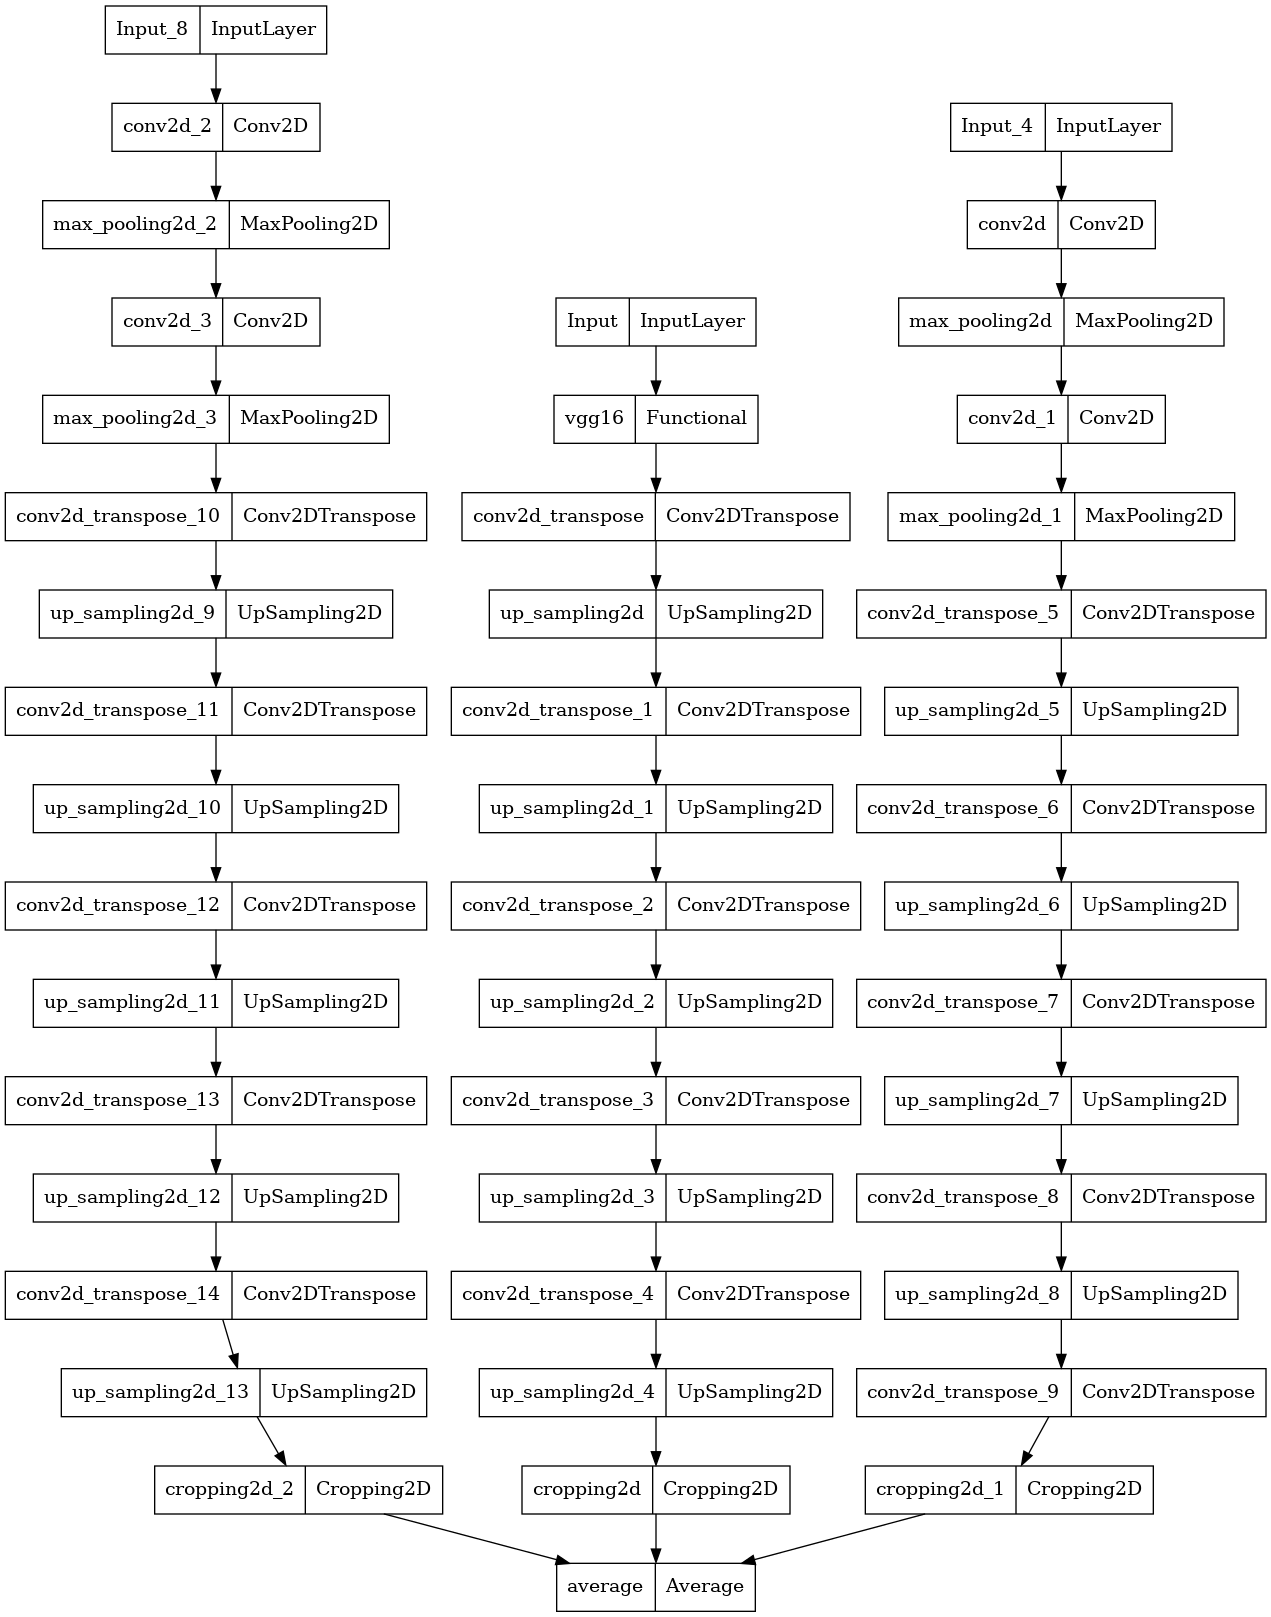 Input_8 InputLayer
conv2d_2 Conv2D
max_pooling2d_2 MaxPooling2D
conv2d_3 Conv2D
max_pooling2d_3 MaxPooling2D
conv2d_transpose_10 Conv2DTranspose
up_sampling2d_9 UpSampling2D
conv2d_transpose_11 Conv2DTranspose
up_sampling2d_10 UpSampling2D
conv2d_transpose_12 Conv2DTranspose
up_sampling2d_11 UpSampling2D
conv2d_transpose_13 Conv2DTranspose
up_sampling2d_12 UpSampling2D
conv2d_transpose_14 Conv2DTranspose
up_sampling2d_13 UpSampling2D
cropping2d_2 Cropping2D
Input InputLayer
vgg16 Functional
conv2d_transpose Conv2DTranspose
up_sampling2d UpSampling2D
conv2d_transpose_1 Conv2DTranspose
up_sampling2d_1 UpSampling2D
conv2d_transpose_2 Conv2DTranspose
up_sampling2d_2 UpSampling2D
conv2d_transpose_3 Conv2DTranspose
up_sampling2d_3 UpSampling2D
conv2d_transpose_4 Conv2DTranspose
up_sampling2d_4 UpSampling2D
cropping2d Cropping2D
Input_4 InputLayer
conv2d Conv2D
max_pooling2d MaxPooling2D
conv2d_1 Conv2D
max_pooling2d_1 MaxPooling2D
conv2d_transpose_5 Conv2DTranspose
up_sampling2d_5 UpSampling2D
conv2d_transpose_6 Conv2DTranspose
up_sampling2d_6 UpSampling2D
conv2d_transpose_7 Conv2DTranspose
up_sampling2d_7 UpSampling2D
conv2d_transpose_8 Conv2DTranspose
up_sampling2d_8 UpSampling2D
conv2d_transpose_9 Conv2DTranspose
cropping2d_1 Cropping2D
average Average